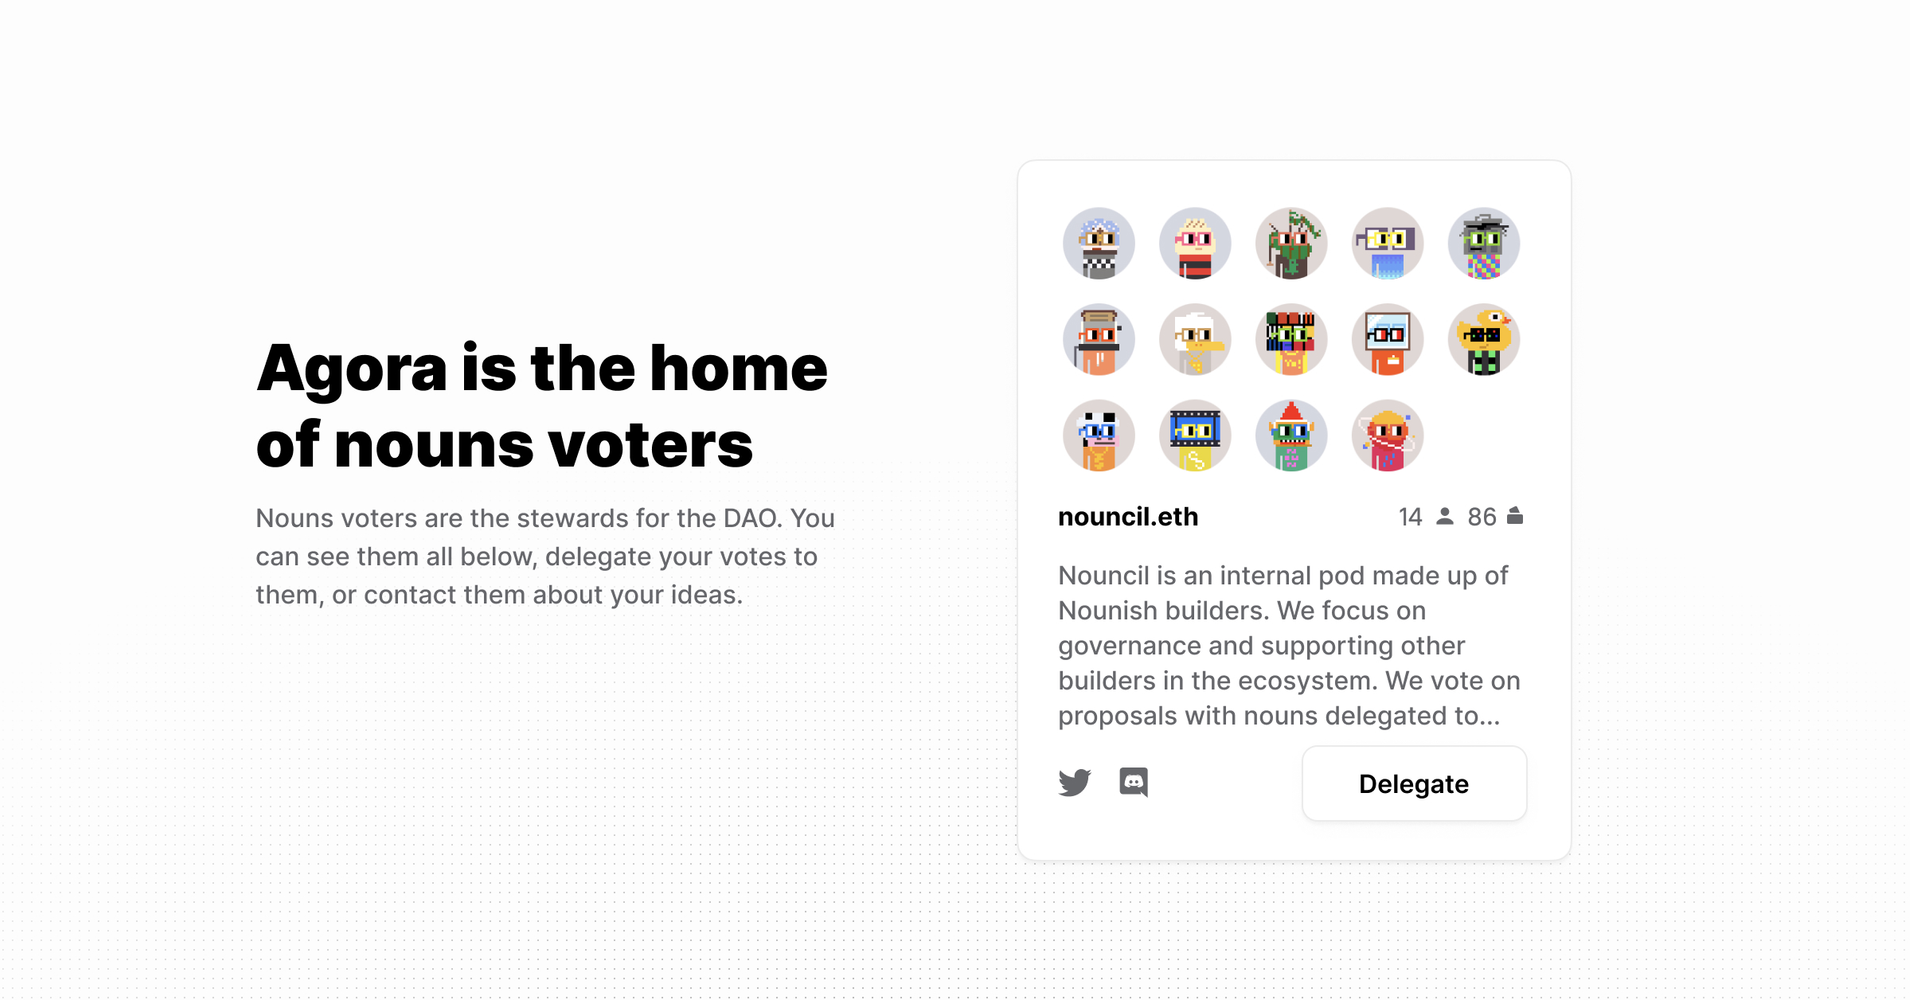 Agora is the home
of nouns voters
Nouns voters are the stewards for the DAO. You
can see them all below, delegate your votes to
them, or contact them about your ideas.
nouncil.eth
14 86
Nouncil is an internal pod made up of
Nounish builders. We focus on
governance and supporting other
builders in the ecosystem. We vote on
proposals with nouns delegated to...
Delegate